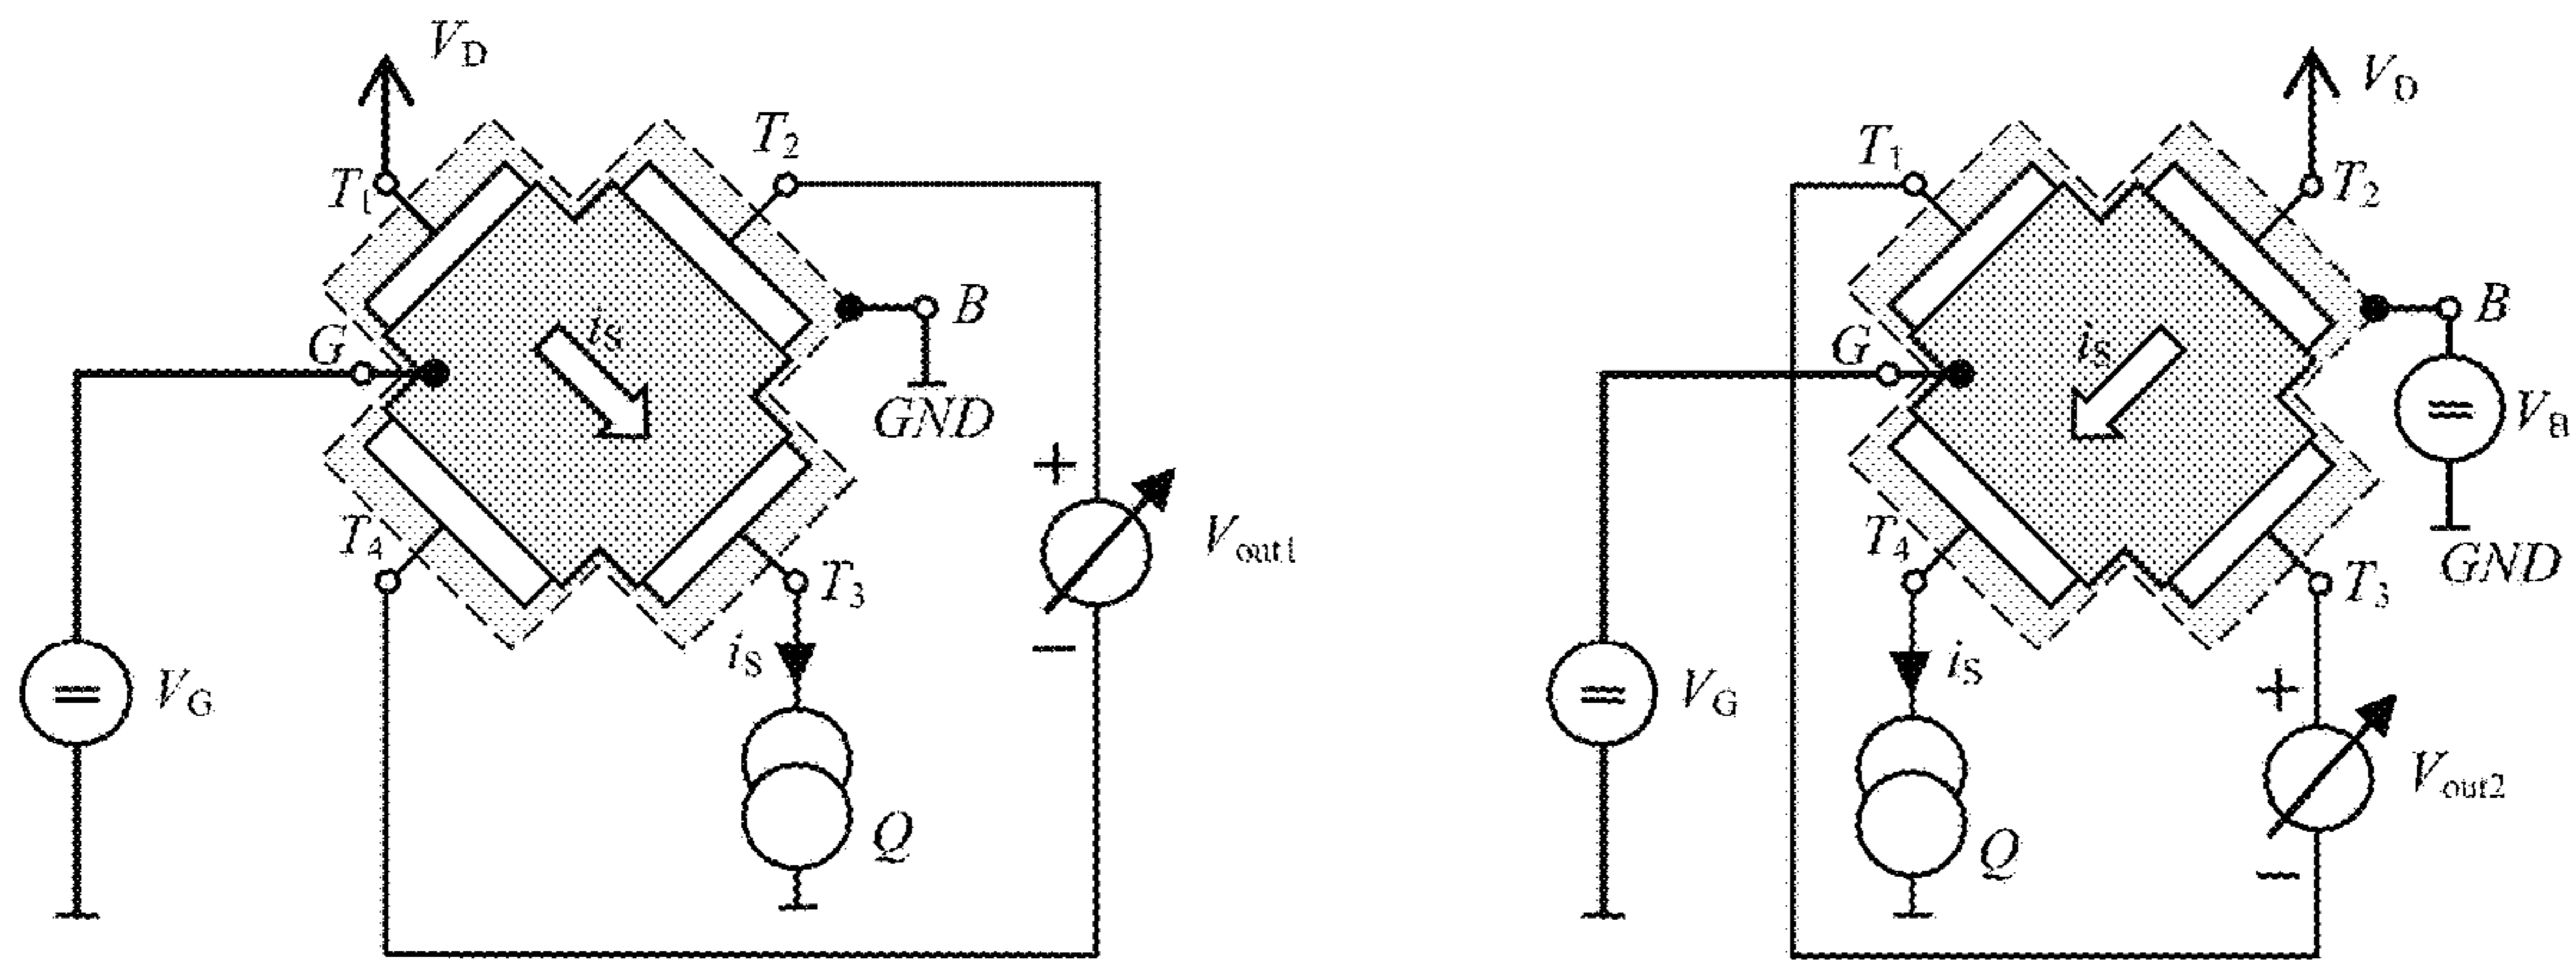 V_D
T_1
T_2
i_S
G
B
GND
T_4
T_3
i_S
+
−
V_out1
=
V_G
Q
V_D
T_1
T_2
i_S
G
B
=
V_B
GND
T_4
T_3
i_S
=
V_G
+
−
V_out2
Q